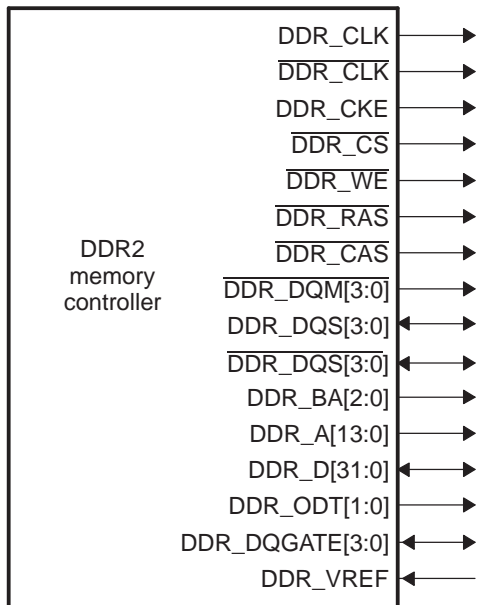 DDR_CLK
DDR_CLK
DDR_CKE
DDR_CS
DDR_WE
DDR_RAS
DDR_CAS
DDR2
memory
controller
DDR_DQM[3:0]
DDR_DQS[3:0]
DDR_DQS[3:0]
DDR_BA[2:0]
DDR_A[13:0]
DDR_D[31:0]
DDR_ODT[1:0]
DDR_DQGATE[3:0]
DDR_VREF